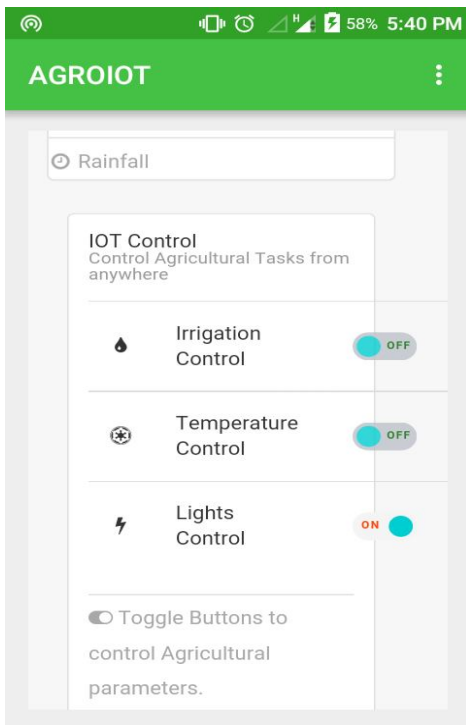 H 58% 5:40 PM
AGROIOT
Rainfall
IOT Control
Control Agricultural Tasks from
anywhere
Irrigation
Control
OFF
Temperature
Control
OFF
Lights
Control
ON
Toggle Buttons to
control Agricultural
parameters.